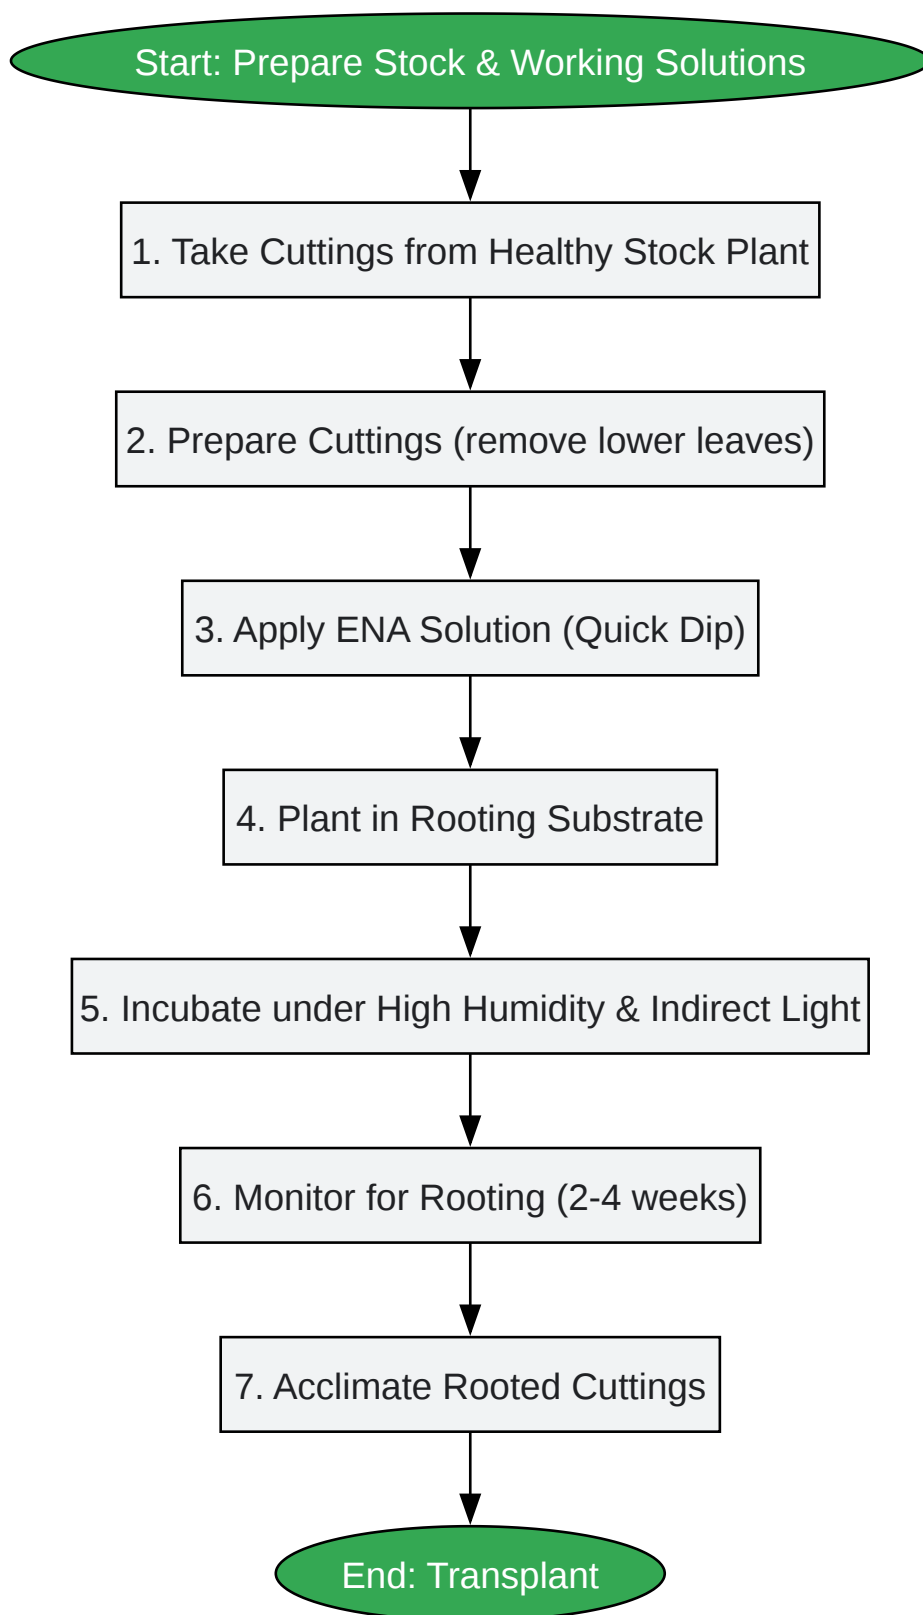 Start: Prepare Stock & Working Solutions
1. Take Cuttings from Healthy Stock Plant
2. Prepare Cuttings (remove lower leaves)
3. Apply ENA Solution (Quick Dip)
4. Plant in Rooting Substrate
5. Incubate under High Humidity & Indirect Light
6. Monitor for Rooting (2-4 weeks)
7. Acclimate Rooted Cuttings
End: Transplant